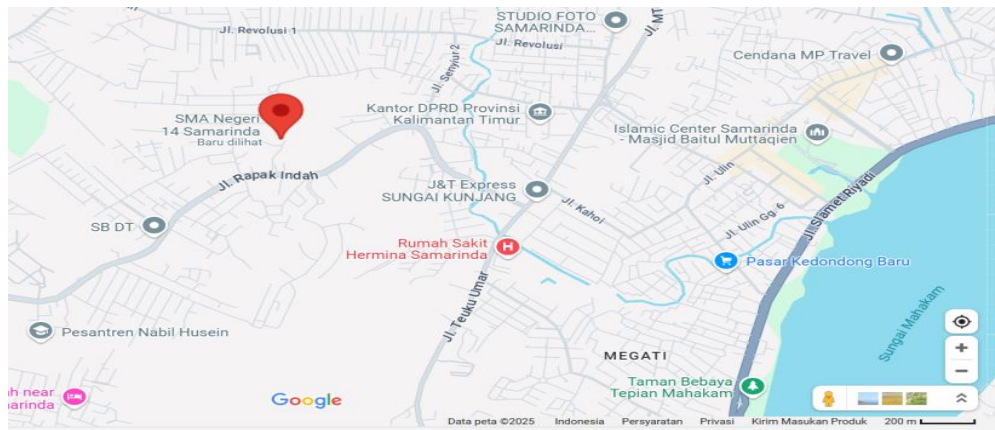 Jl. Revolusi 1
STUDIO FOTO
SAMARINDA...
Jl. Revolusi
Jl. MT
Jl. Senyiur 2
Cendana MP Travel
SMA Negeri
14 Samarinda
Baru dilihat
Kantor DPRD Provinsi
Kalimantan Timur
Islamic Center Samarinda
- Masjid Baitul Muttaqien
Jl. Rapak Indah
J&T Express
SUNGAI KUNJANG
Jl. Kahoi
Jl. Ulin
Jl. Ulin Gg. 6
Jl. Slamet Riyadi
SB DT
Rumah Sakit
Hermina Samarinda
H
Pasar Kedondong Baru
Jl. Teuku Umar
Sungai Mahakam
Pesantren Nabil Husein
MEGATI
Taman Bebaya
Tepian Mahakam
h near
arinda
Google
Data peta ©2025 Indonesia Persyaratan Privasi Kirim Masukan Produk 200 m